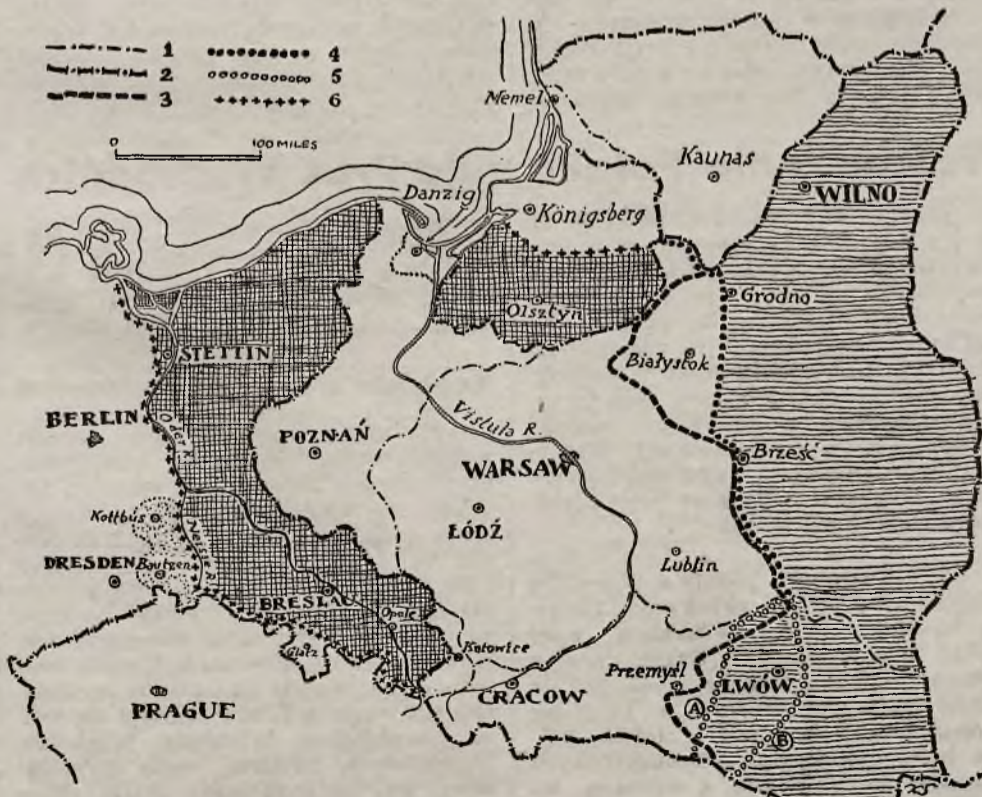 1
2
3
4
5
6
0 100 MILES
Memel
Kaunas
WILNO
Danzig
Königsberg
Grodno
Olsztyn
Białystok
STETTIN
BERLIN
Oder R.
POZNAŃ
Vistula R.
WARSAW
Brześć
Kottbus
ŁÓDŹ
DRESDEN
Bautzen
Neisse R.
Lublin
BRESLAU
Opole
Glatz
Katowice
Przemyśl
LWÓW
CRACOW
PRAGUE
A
B